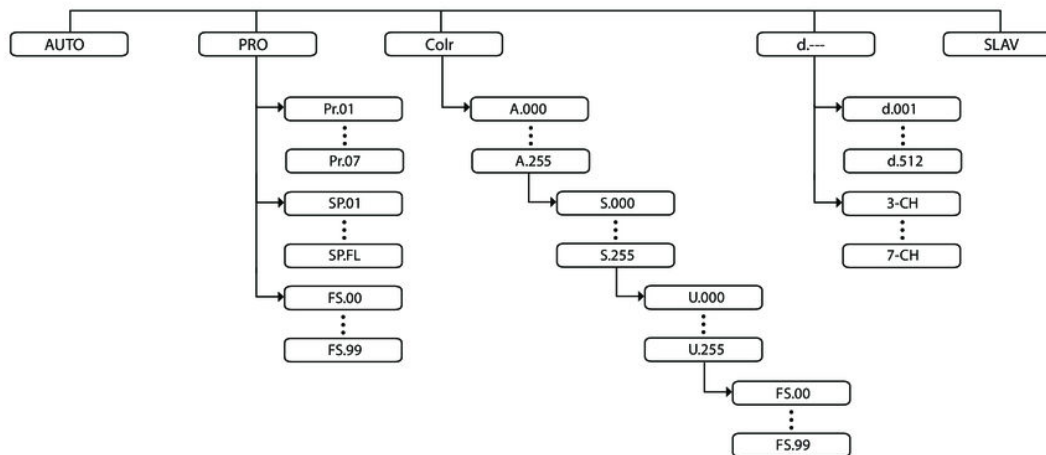 AUTO
PRO
Colr
d.---
SLAV
Pr.01
Pr.07
SP.01
SP.FL
FS.00
FS.99
A.000
A.255
S.000
S.255
U.000
U.255
FS.00
FS.99
d.001
d.512
3-CH
7-CH